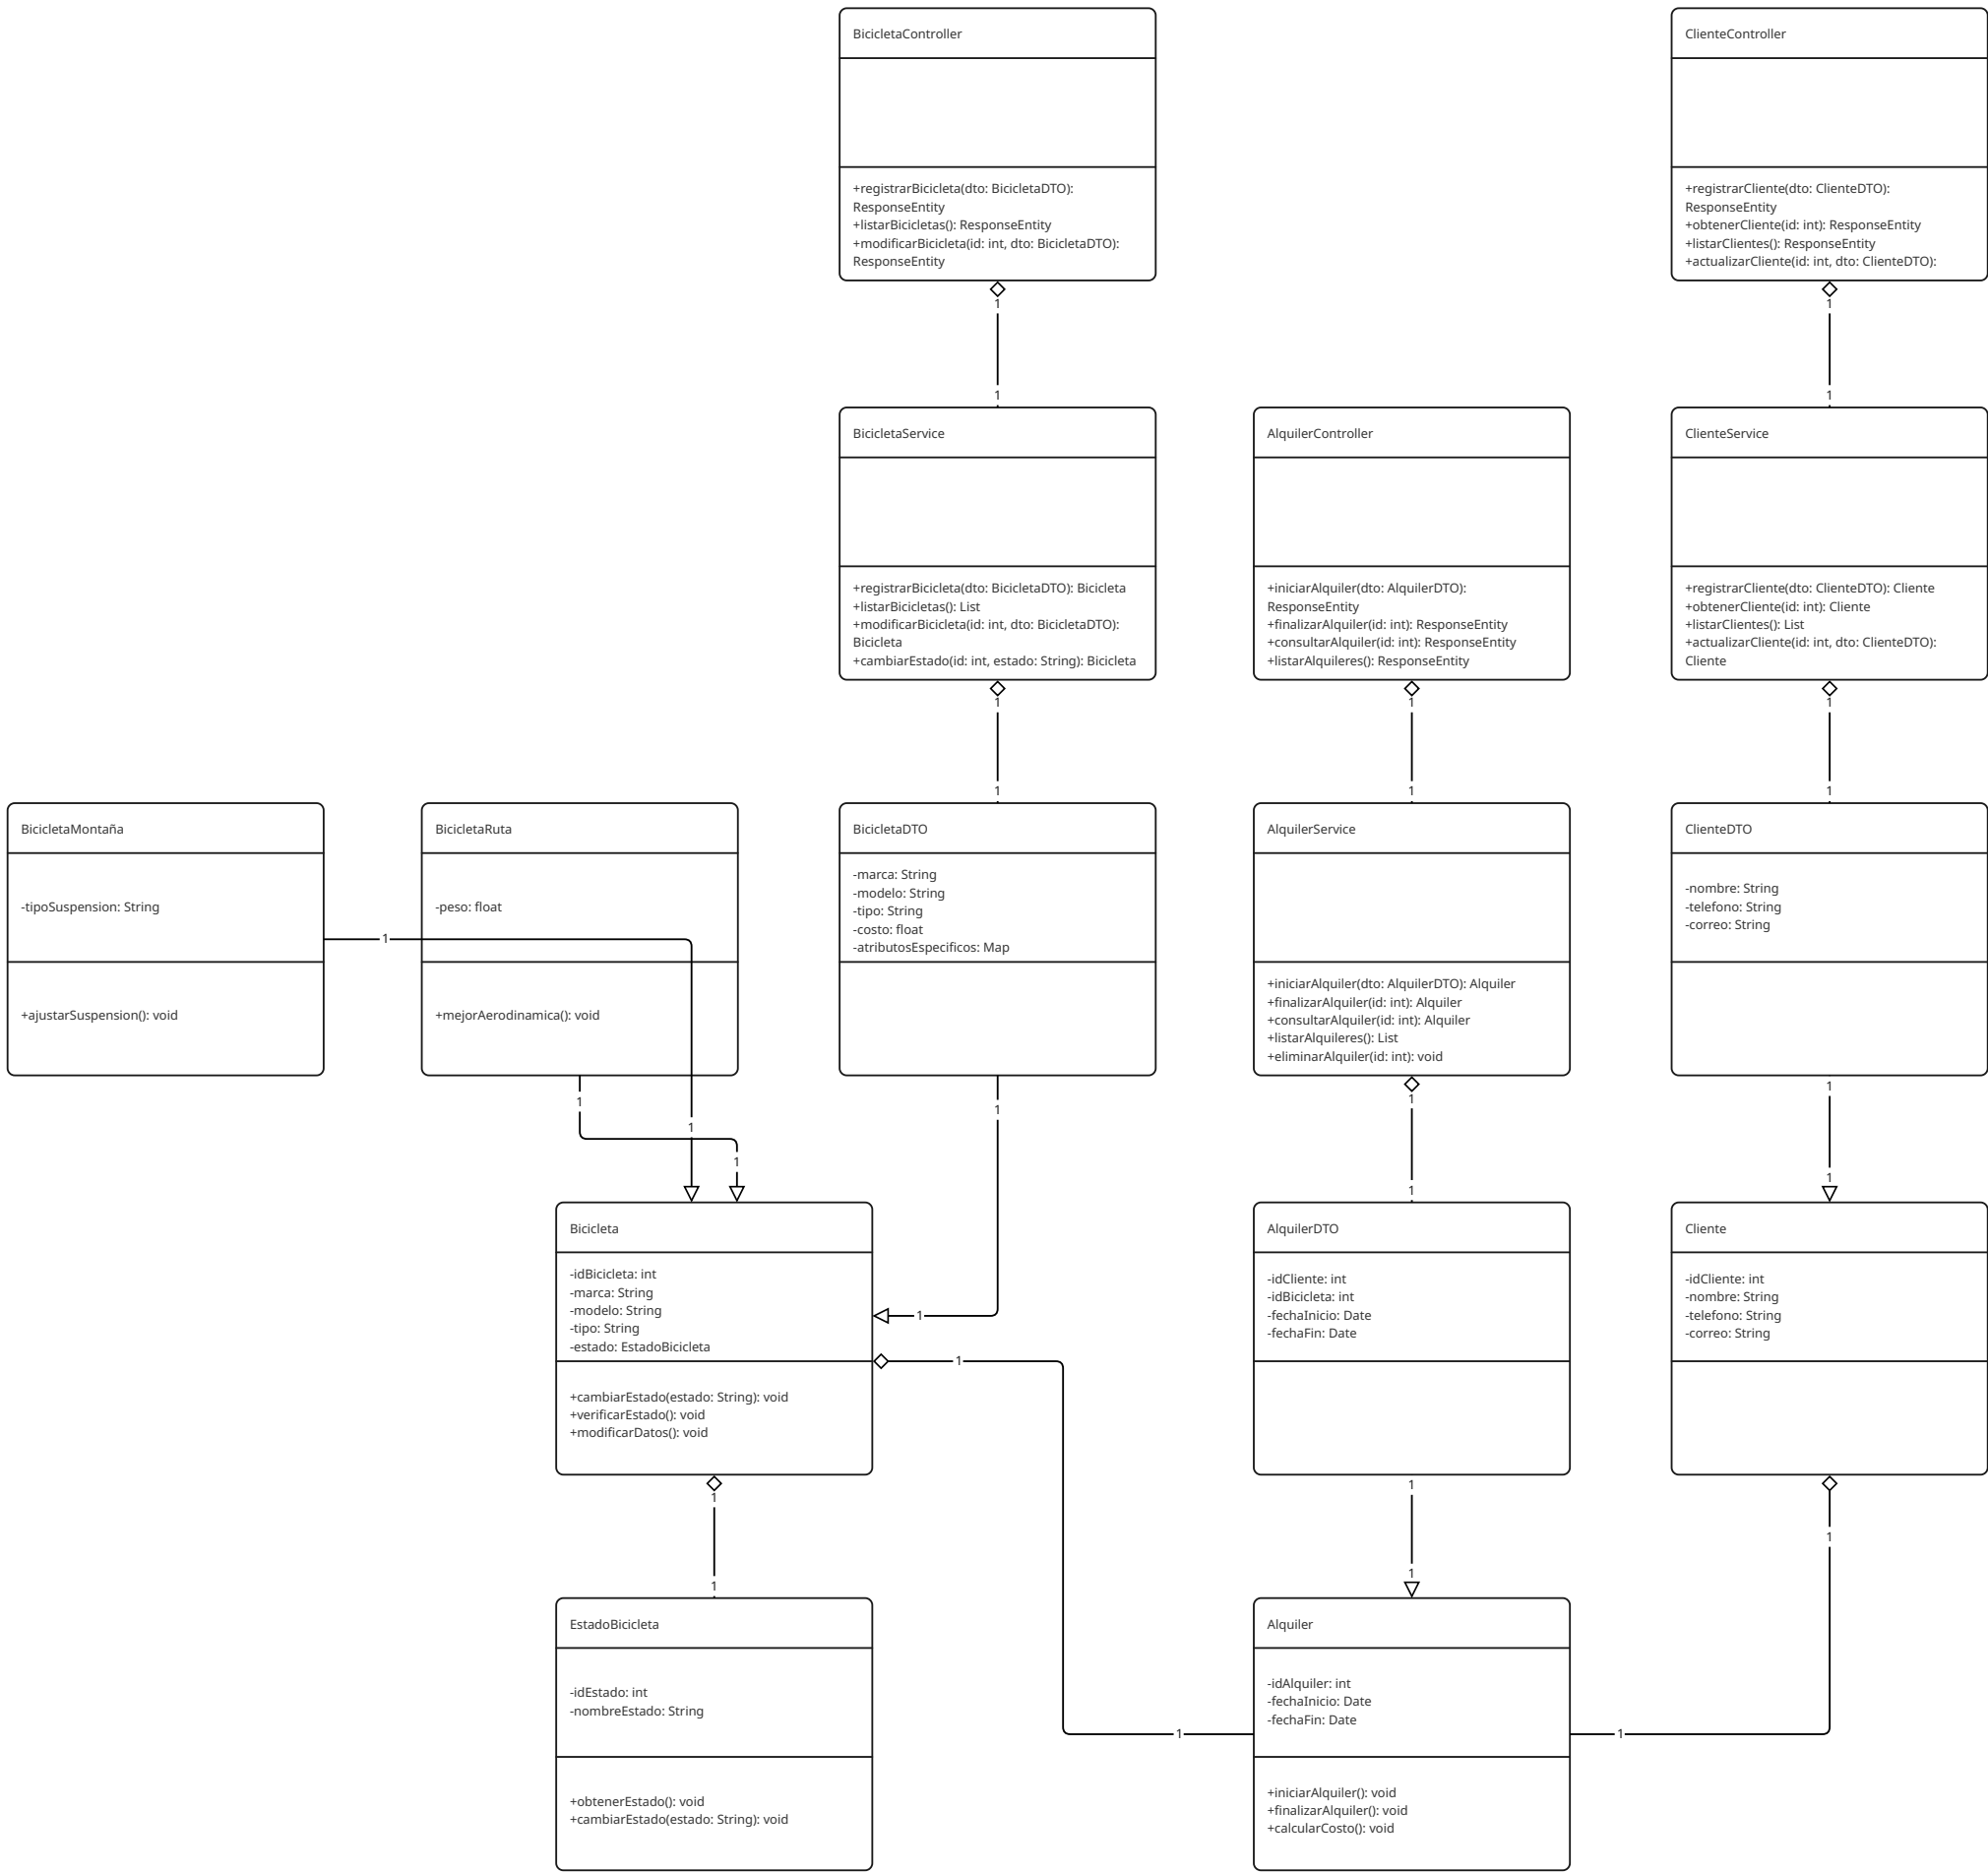 BicicletaController
+registrarBicicleta(dto: BicicletaDTO):
ResponseEntity
+listarBicicletas(): ResponseEntity
+modificarBicicleta(id: int, dto: BicicletaDTO):
ResponseEntity
1
1
ClienteController
+registrarCliente(dto: ClienteDTO):
ResponseEntity
+obtenerCliente(id: int): ResponseEntity
+listarClientes(): ResponseEntity
+actualizarCliente(id: int, dto: ClienteDTO):
1
1
BicicletaService
+registrarBicicleta(dto: BicicletaDTO): Bicicleta
+listarBicicletas(): List
+modificarBicicleta(id: int, dto: BicicletaDTO):
Bicicleta
+cambiarEstado(id: int, estado: String): Bicicleta
1
1
AlquilerController
+iniciarAlquiler(dto: AlquilerDTO):
ResponseEntity
+finalizarAlquiler(id: int): ResponseEntity
+consultarAlquiler(id: int): ResponseEntity
+listarAlquileres(): ResponseEntity
1
1
ClienteService
+registrarCliente(dto: ClienteDTO): Cliente
+obtenerCliente(id: int): Cliente
+listarClientes(): List
+actualizarCliente(id: int, dto: ClienteDTO):
Cliente
1
1
BicicletaMontaña
-tipoSuspension: String
+ajustarSuspension(): void
1
1
BicicletaRuta
-peso: float
+mejorAerodinamica(): void
1
1
BicicletaDTO
-marca: String
-modelo: String
-tipo: String
-costo: float
-atributosEspecificos: Map
1
1
AlquilerService
+iniciarAlquiler(dto: AlquilerDTO): Alquiler
+finalizarAlquiler(id: int): Alquiler
+consultarAlquiler(id: int): Alquiler
+listarAlquileres(): List
+eliminarAlquiler(id: int): void
1
1
ClienteDTO
-nombre: String
-telefono: String
-correo: String
1
1
Bicicleta
-idBicicleta: int
-marca: String
-modelo: String
-tipo: String
-estado: EstadoBicicleta
+cambiarEstado(estado: String): void
+verificarEstado(): void
+modificarDatos(): void
1
1
1
1
AlquilerDTO
-idCliente: int
-idBicicleta: int
-fechaInicio: Date
-fechaFin: Date
1
1
Cliente
-idCliente: int
-nombre: String
-telefono: String
-correo: String
1
1
EstadoBicicleta
-idEstado: int
-nombreEstado: String
+obtenerEstado(): void
+cambiarEstado(estado: String): void
Alquiler
-idAlquiler: int
-fechaInicio: Date
-fechaFin: Date
+iniciarAlquiler(): void
+finalizarAlquiler(): void
+calcularCosto(): void